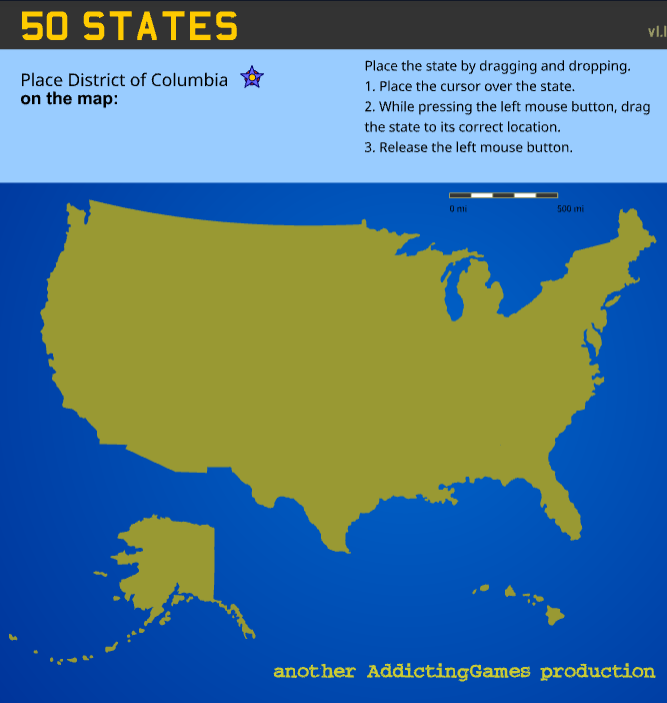 50 STATES
Place District of Columbia
on the map:
Place the state by dragging and dropping.
1. Place the cursor over the state.
2. While pressing the left mouse button, drag
the state to its correct location.
3. Release the left mouse button.
0 mi 500 mi
another AddictingGames production